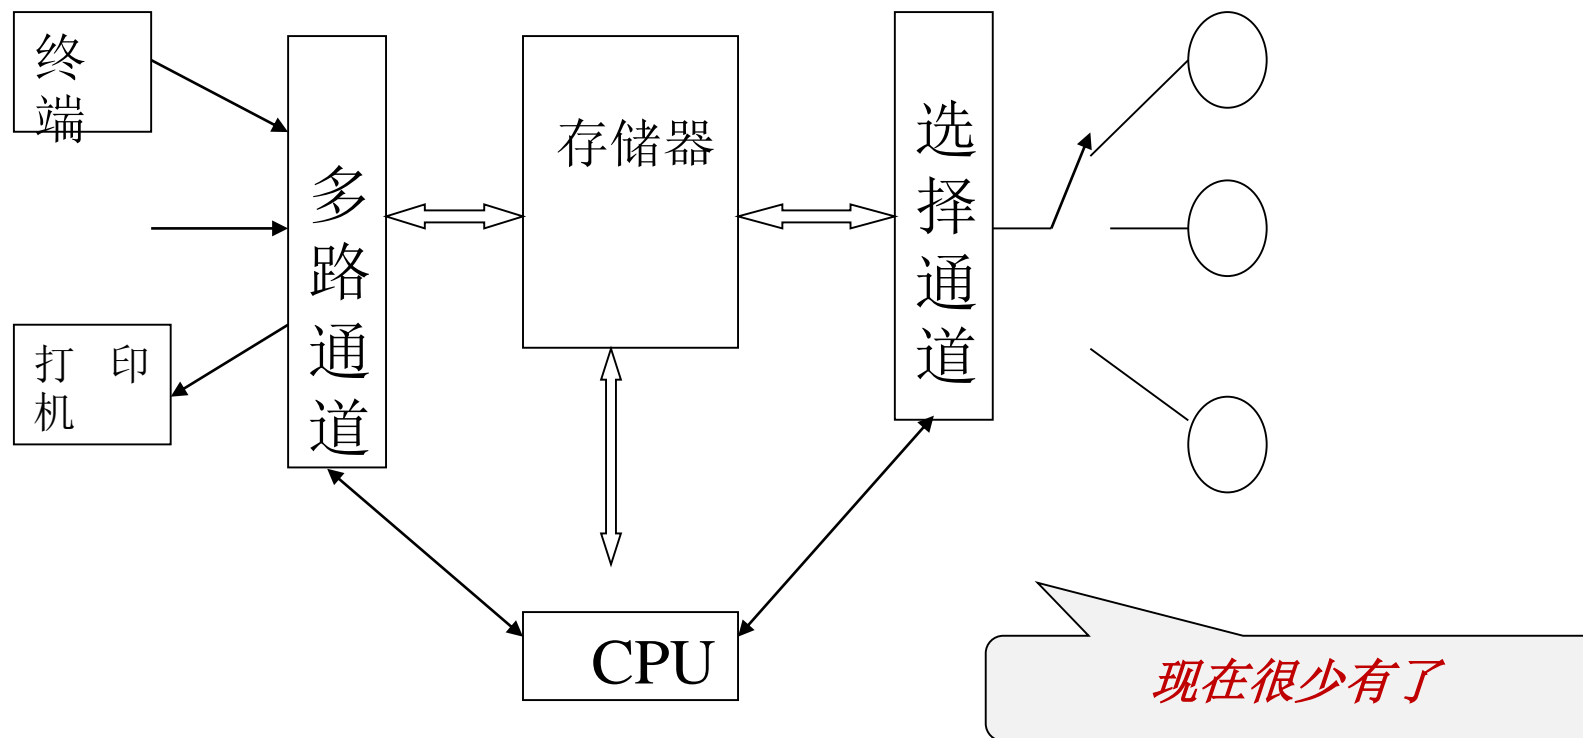 终
端
打 印
机
多
路
通
道
存储器
选
择
通
道
CPU
现在很少有了